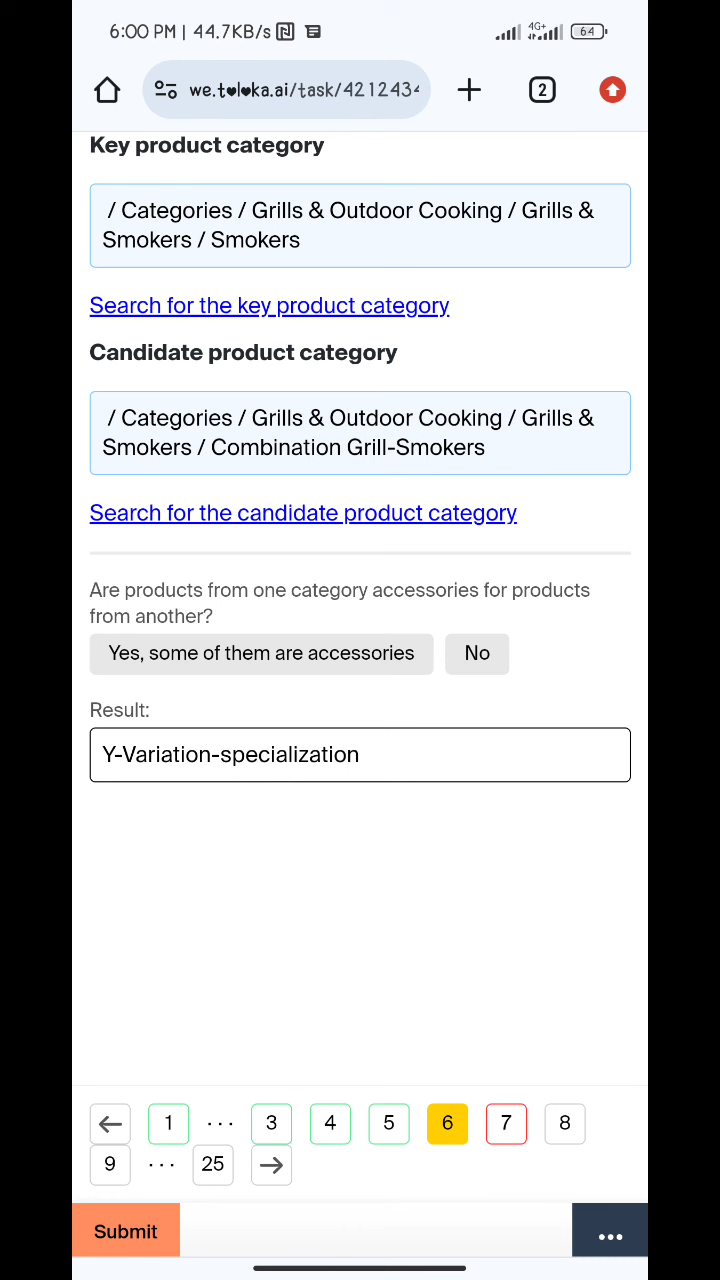 6:00 PM | 44.7KB/s
4G+
64
we.t♥l♥ka.ai/task/4212434
2
Key product category
/ Categories / Grills & Outdoor Cooking / Grills &
Smokers / Smokers
Search for the key product category
Candidate product category
/ Categories / Grills & Outdoor Cooking / Grills &
Smokers / Combination Grill-Smokers
Search for the candidate product category
Are products from one category accessories for products
from another?
Yes, some of them are accessories No
Result:
Y-Variation-specialization
1 ... 3 4 5 6 7 8
9 ... 25
Submit ...